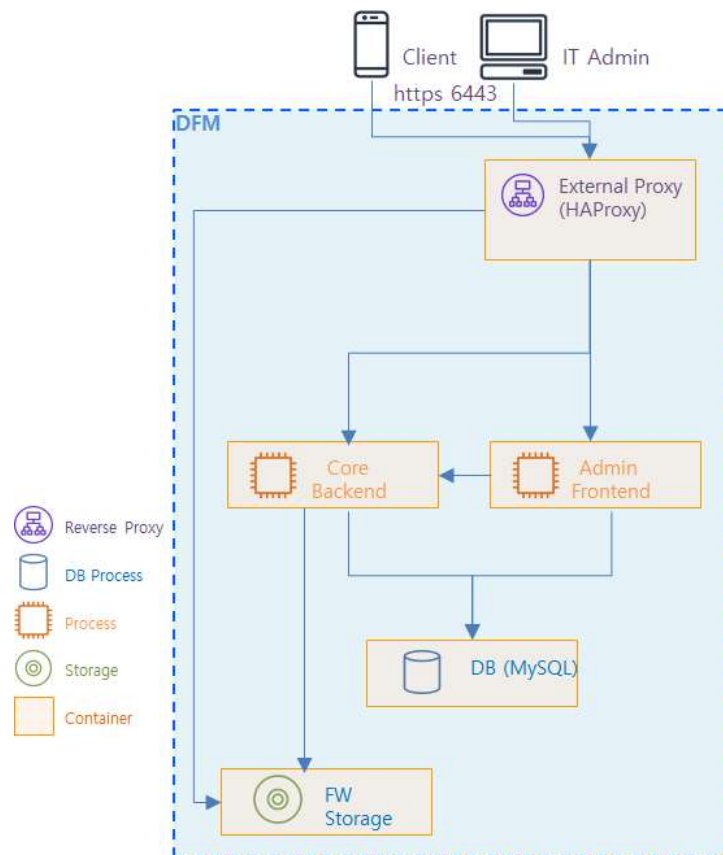 Client
IT Admin
https 6443
DFM
External Proxy
(HAProxy)
Core
Backend
Admin
Frontend
Reverse Proxy
DB Process
Process
Storage
Container
DB (MySQL)
FW
Storage